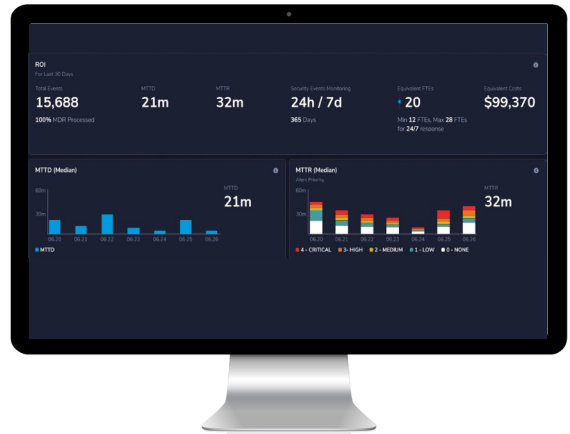 ROI
For Last 30 Days
Total Events MTTD MTTR Security Events Monitoring Equivalent FTEs Equivalent Costs
15,688 21m 32m 24h / 7d 20 $99,370
100% MDR Processed 365 Days Min 12 FTEs, Max 28 FTEs
for 24/7 response
MTTD (Median) MTTR (Median)
60m MTTD 60m MTTR
21m 32m
30m 30m
06.20 06.21 06.22 06.23 06.24 06.25 06.26 06.20 06.21 06.22 06.23 06.24 06.25 06.26
MTTD 4 - CRITICAL 3- HIGH 2 - MEDIUM 1 - LOW 0 - NONE